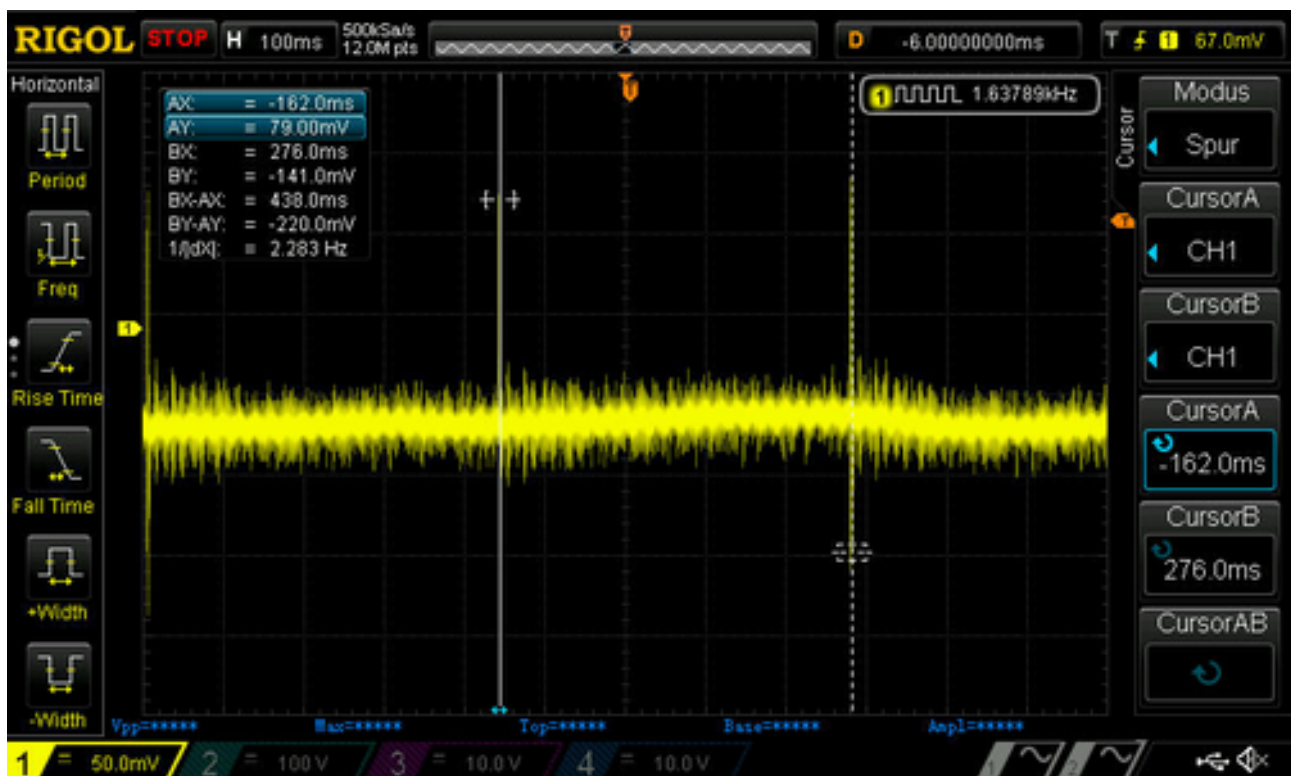 RIGOL STOP H 100ms 500kSa/s 12.0M pts D -6.00000000ms T 1 67.0mV
Horizontal
Period
Freq
Rise Time
Fall Time
+Width
-Width
AX: = -162.0ms
AY: = 79.00mV
BX: = 276.0ms
BY: = -141.0mV
BX-AX: = 438.0ms
BY-AY: = -220.0mV
1/|dX|: = 2.283 Hz
T
1 1.63789kHz
1
T
Cursor
Modus
Spur
CursorA
CH1
CursorB
CH1
CursorA
-162.0ms
CursorB
276.0ms
CursorAB
Vpp=***** Max=***** Top=***** Base=***** Ampl=*****
1 = 50.0mV 2 = 100 V 3 = 10.0 V 4 = 10.0 V